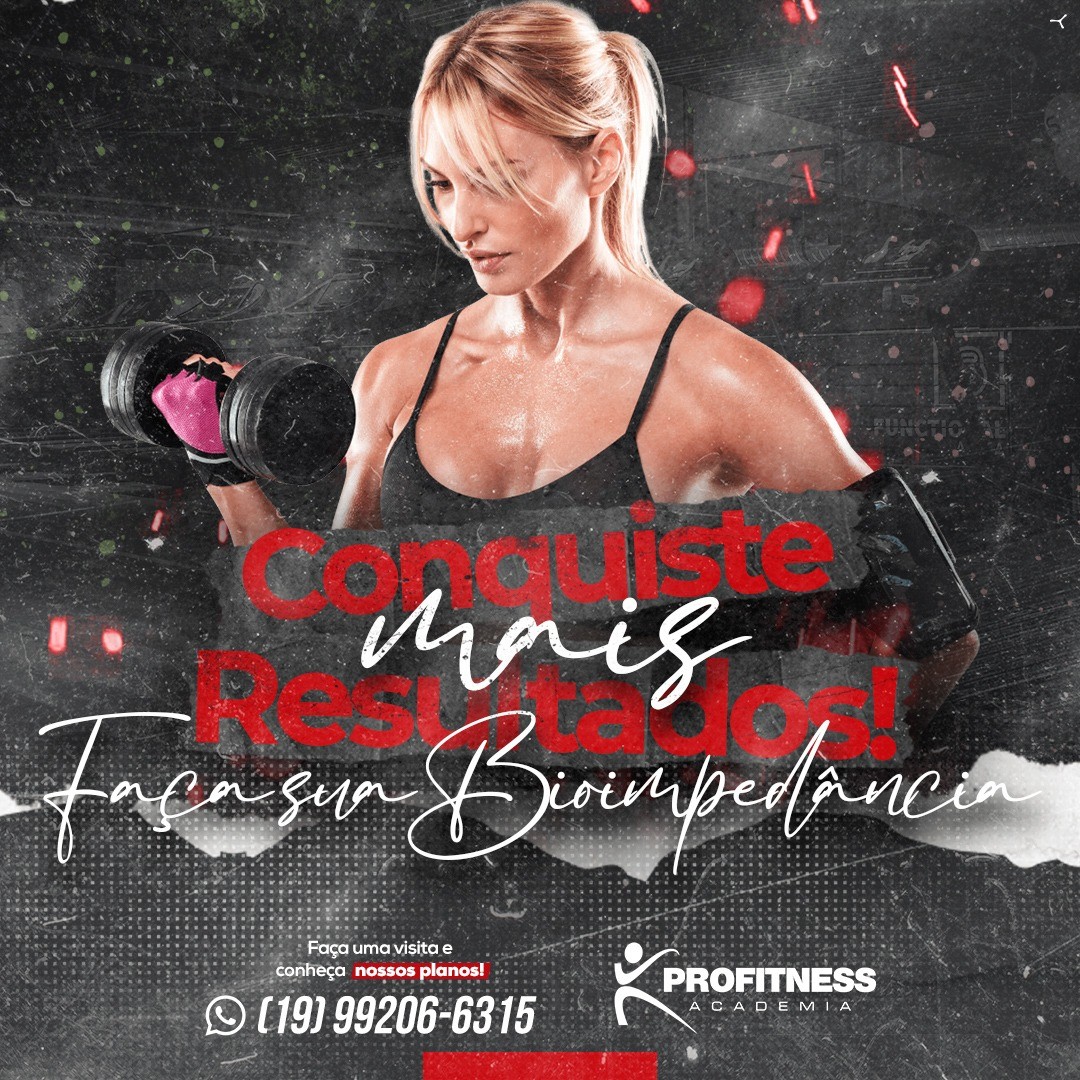 Conquiste
mais
Resultados!
Faça sua Bioimpedância
Faça uma visita e
conheça nossos planos!
(19) 99206-6315
PROFITNESS
ACADEMIA